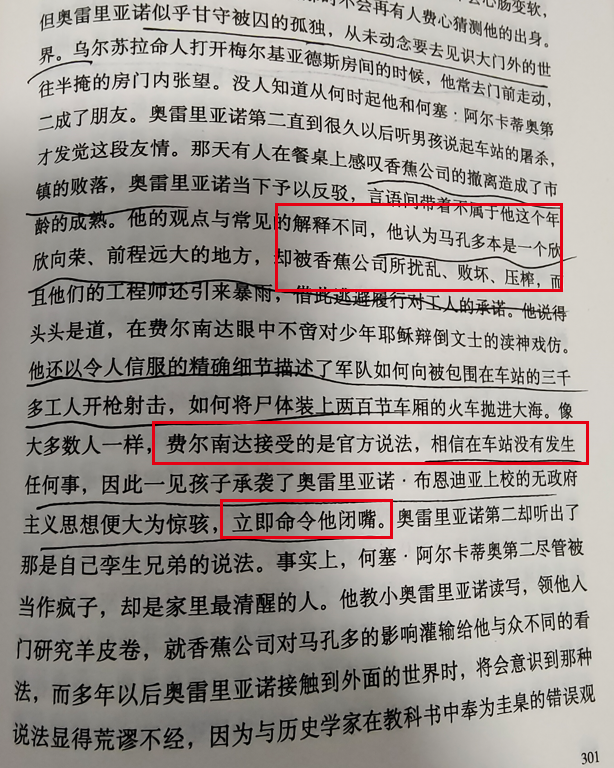 时不会再有人费心猜测他的出身。
但奥雷里亚诺似乎甘守被囚的孤独，从未动念要去见识大门外的世
界。乌尔苏拉命人打开梅尔基亚德斯房间的时候，他常去门前走动，
往半掩的房门内张望。没人知道从何时起他和何塞·阿尔卡蒂奥第
二成了朋友。奥雷里亚诺第二直到很久以后听男孩说起车站的屠杀，
才发觉这段友情。那天有人在餐桌上感叹香蕉公司的撤离造成了市
镇的败落，奥雷里亚诺当下予以反驳，言语间带着不属于他这个年
龄的成熟。他的观点与常见的解释不同，他认为马孔多本是一个欣
欣向荣、前程远大的地方，却被香蕉公司所扰乱、败坏、压榨，而
且他们的工程师还引来暴雨，借此逃避履行对工人的承诺。他说得
头头是道，在费尔南达眼中不啻对少年耶稣辩倒文士的渎神戏仿。
他还以令人信服的精确细节描述了军队如何向被包围在车站的三千
多工人开枪射击，如何将尸体装上两百节车厢的火车抛进大海。像
大多数人一样，费尔南达接受的是官方说法，相信在车站没有发生
任何事，因此一见孩子承袭了奥雷里亚诺·布恩迪亚上校的无政府
主义思想便大为惊骇，立即命令他闭嘴。奥雷里亚诺第二却听出了
那是自己孪生兄弟的说法。事实上，何塞·阿尔卡蒂奥第二尽管被
当作疯子，却是家里最清醒的人。他教小奥雷里亚诺读写，领他入
门研究羊皮卷，就香蕉公司对马孔多的影响灌输给他与众不同的看
法，而多年以后奥雷里亚诺接触到外面的世界时，将会意识到那种
说法显得荒谬不经，因为与历史学家在教科书中奉为圭臬的错误观
301